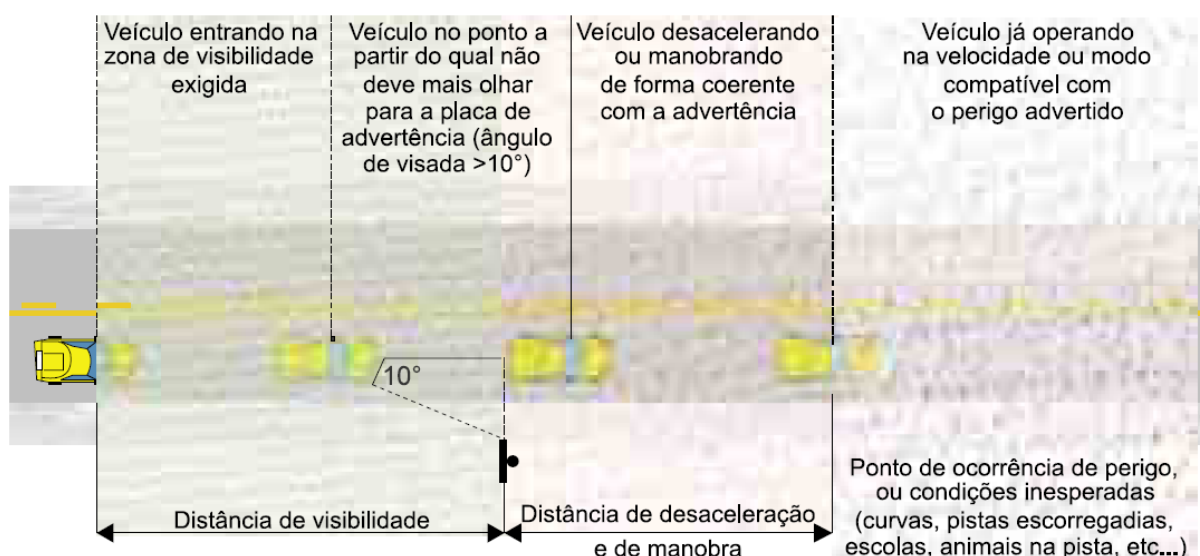 Veículo entrando na
zona de visibilidade
exigida
Veículo no ponto a
partir do qual não
deve mais olhar
para a placa de
advertência (ângulo
de visada >10°)
Veículo desacelerando
ou manobrando
de forma coerente
com a advertência
Veículo já operando
na velocidade ou modo
compatível com
o perigo advertido
10°
Distância de visibilidade
Distância de desaceleração
e de manobra
Ponto de ocorrência de perigo,
ou condições inesperadas
(curvas, pistas escorregadias,
escolas, animais na pista, etc...)